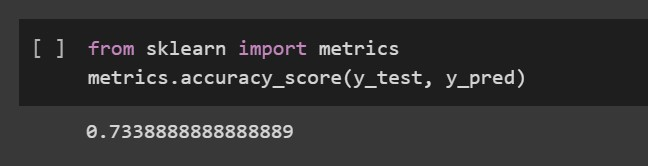 [ ] from sklearn import metrics
metrics.accuracy_score(y_test, y_pred)
0.7338888888888889